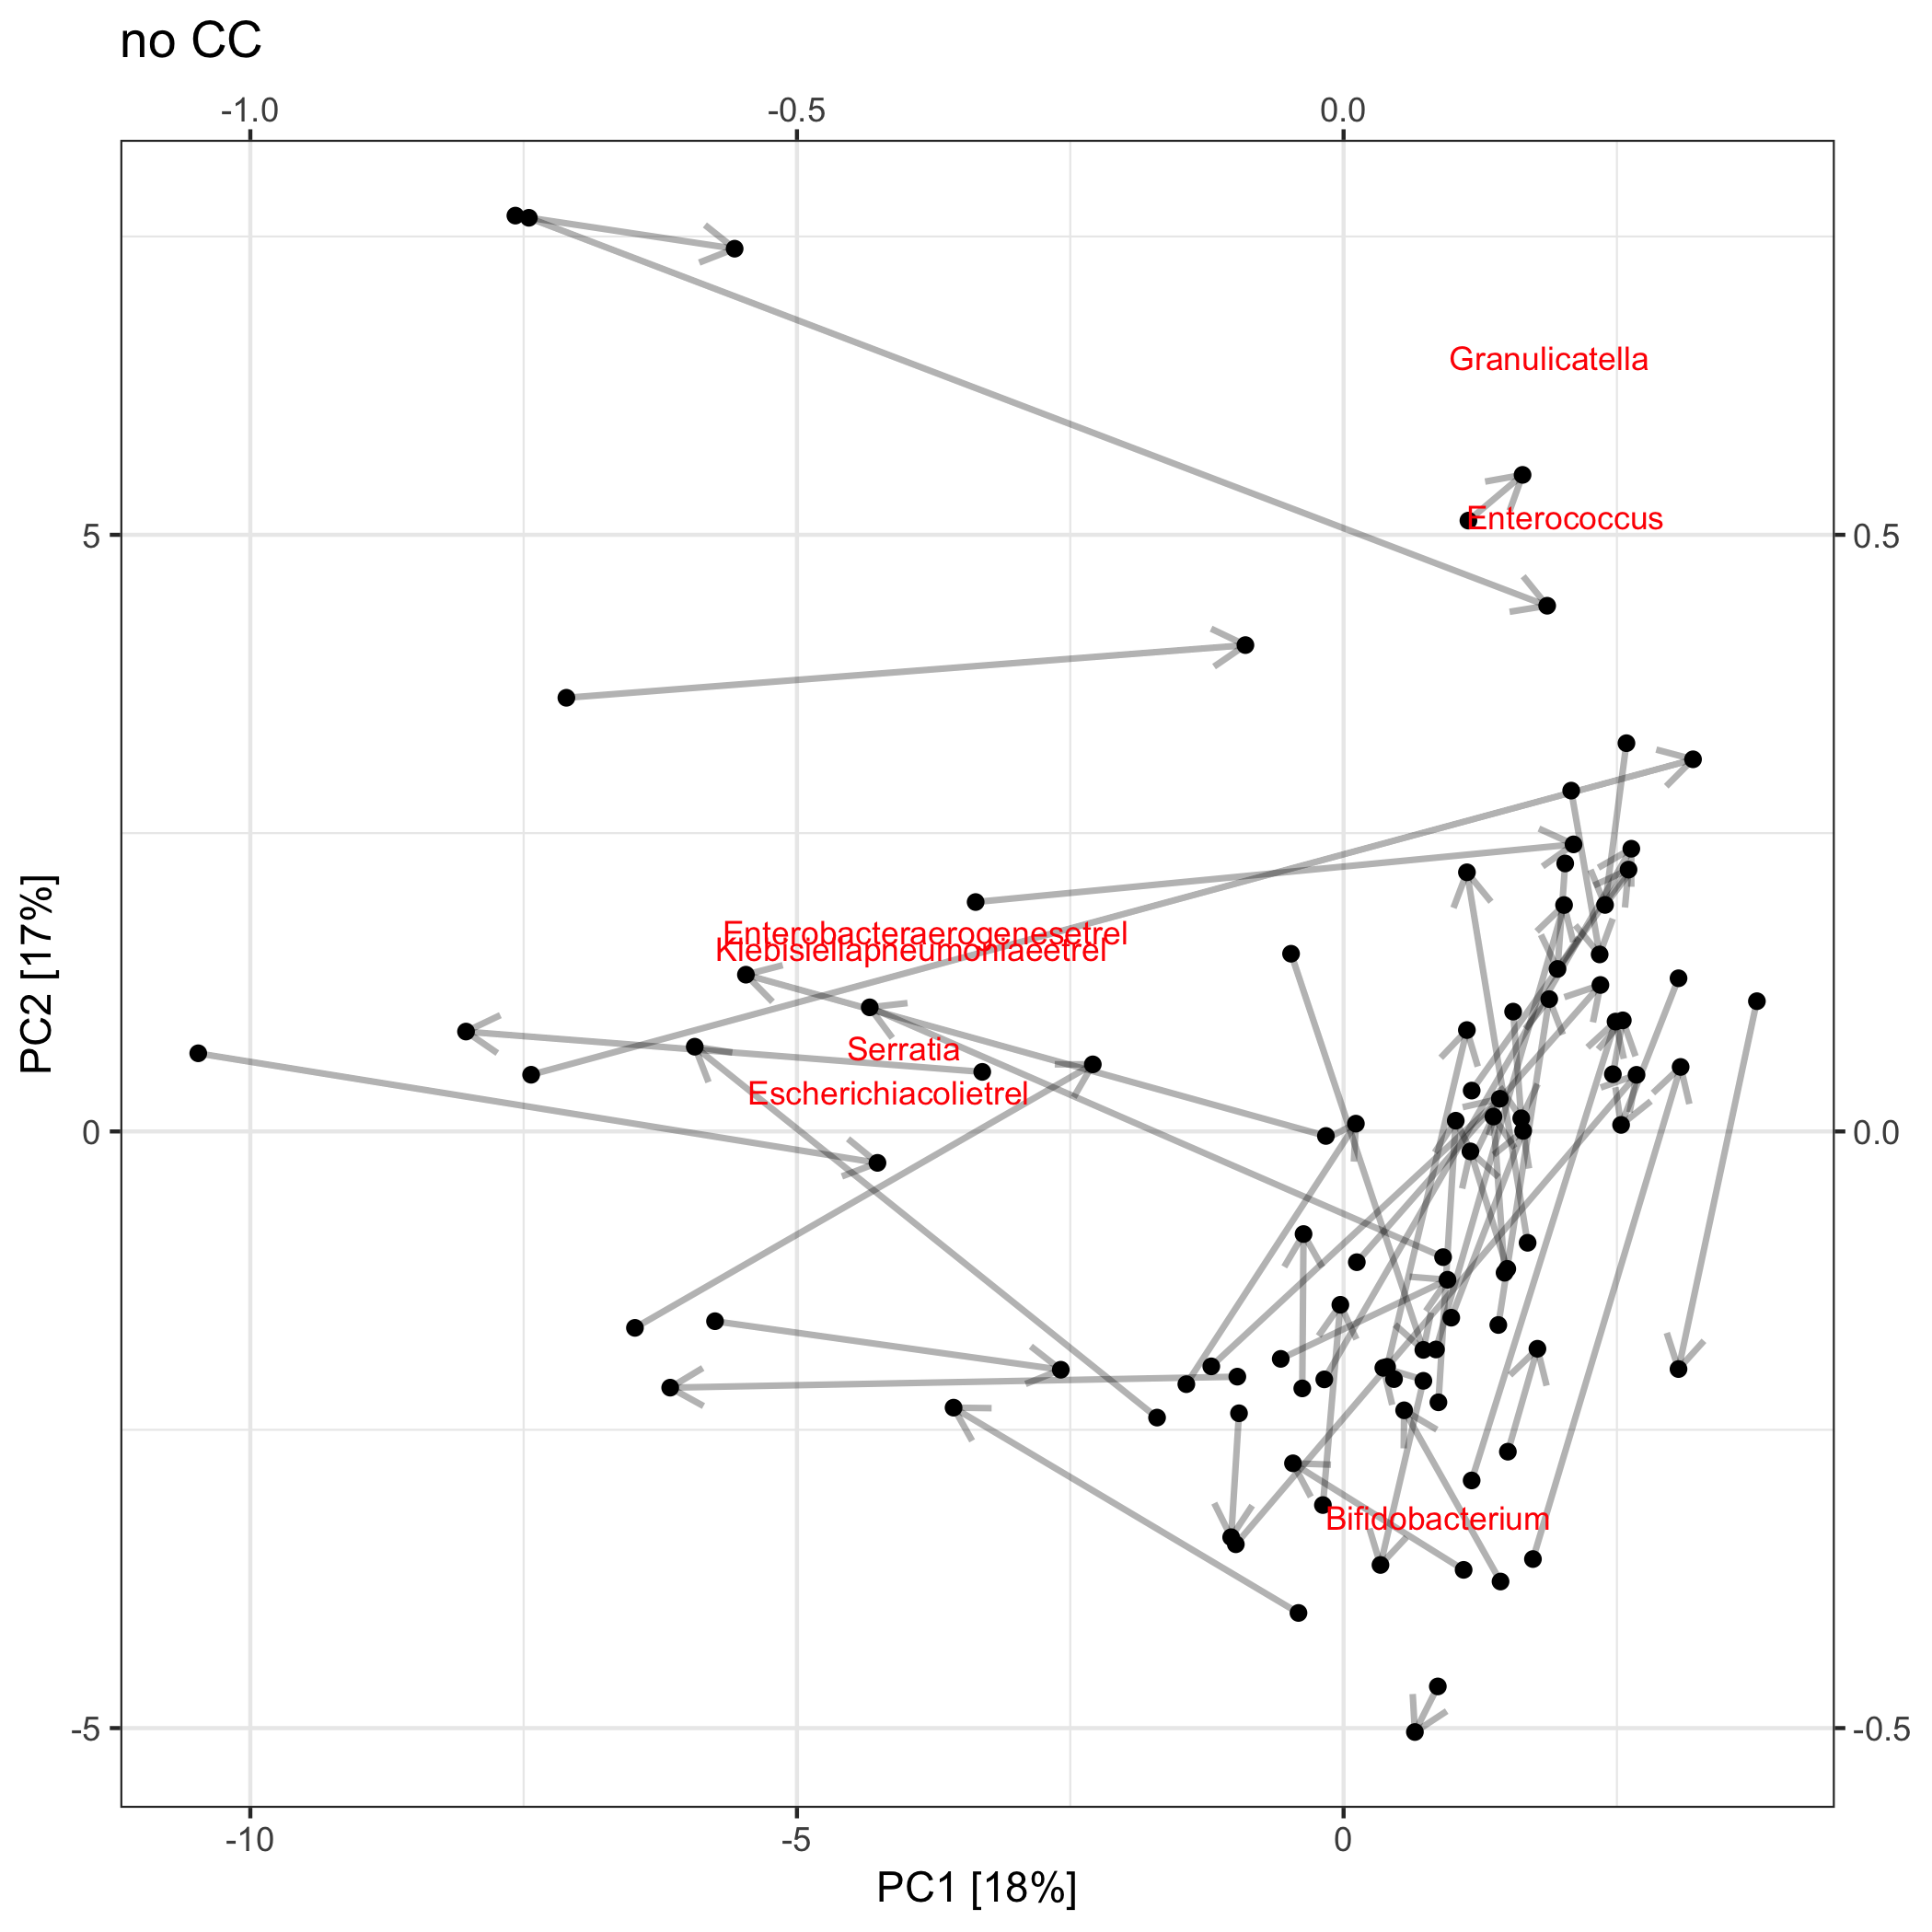 no CC
-1.0
-0.5
0.0
Granulicatella
Enterococcus
5
0.5
Enterobacteraerogenesetrel
Klebisiellapneumoniaeetrel
Serratia
Escherichiacolietrel
0
0.0
PC2 [17%]
Bifidobacterium
-5
-0.5
-10
-5
0
PC1 [18%]